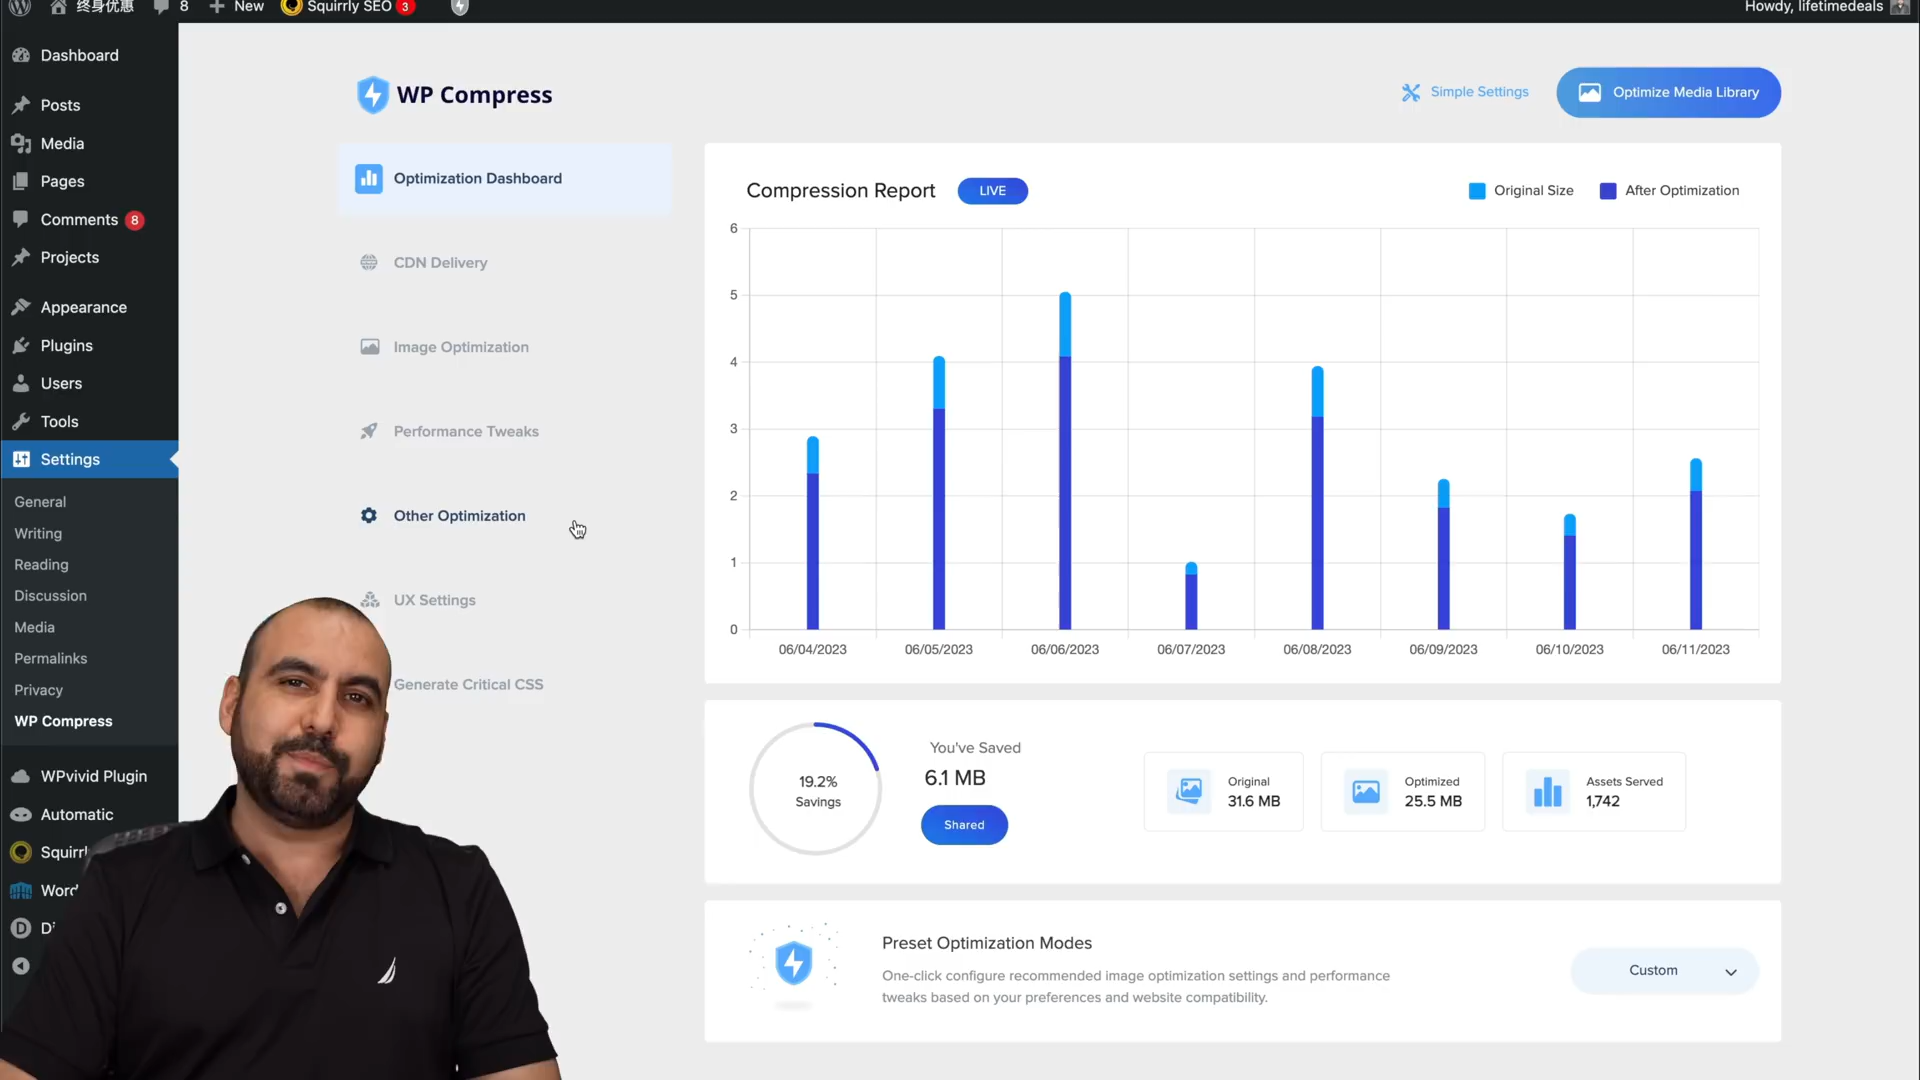 终身优惠
8
New
Squirrly SEO
3
Howdy, lifetimedeals
Dashboard
Posts
Media
Pages
Comments 8
Projects
Appearance
Plugins
Users
Tools
Settings
General
Writing
Reading
Discussion
Media
Permalinks
Privacy
WP Compress
WPvivid Plugin
Automatic
WP Compress
Simple Settings
Optimize Media Library
Optimization Dashboard
CDN Delivery
Image Optimization
Performance Tweaks
Other Optimization
UX Settings
Generate Critical CSS
Compression Report
LIVE
Original Size
After Optimization
6
5
4
3
2
1
0
06/04/2023
06/05/2023
06/06/2023
06/07/2023
06/08/2023
06/09/2023
06/10/2023
06/11/2023
19.2%
Savings
You've Saved
6.1 MB
Shared
Original
31.6 MB
Optimized
25.5 MB
Assets Served
1,742
Preset Optimization Modes
One-click configure recommended image optimization settings and performance
tweaks based on your preferences and website compatibility.
Custom